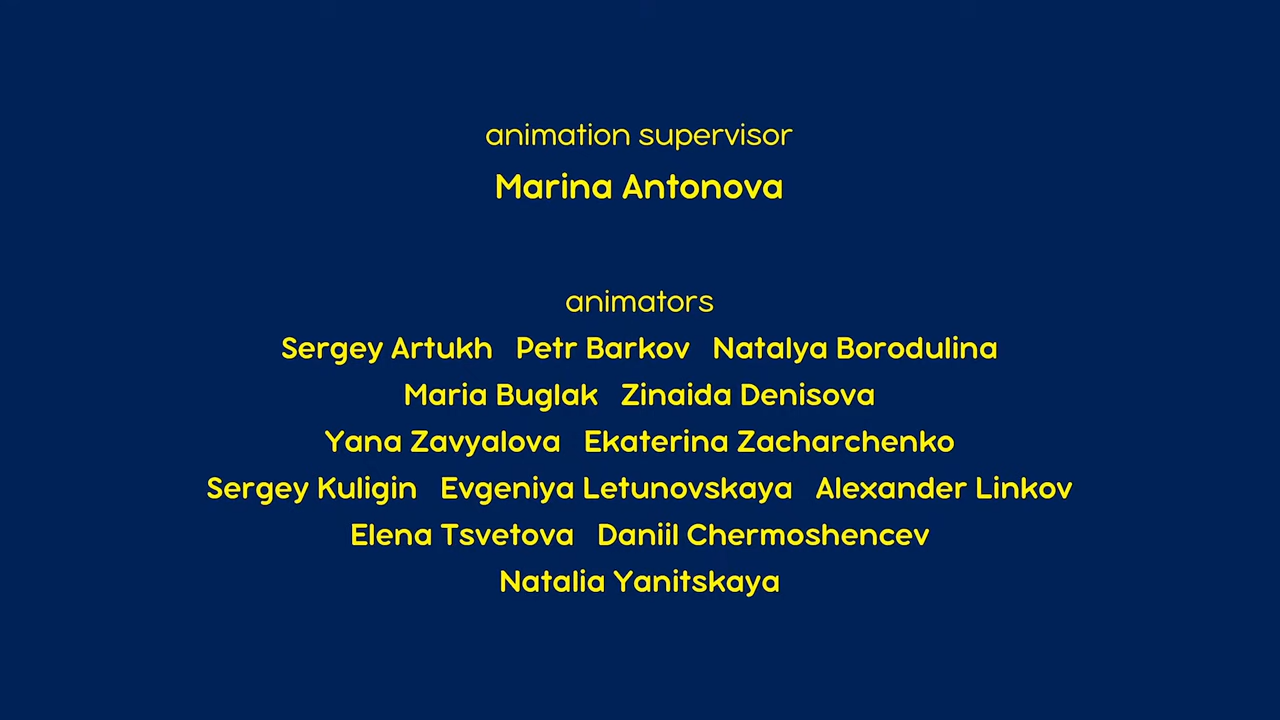 animation supervisor
Marina Antonova
animators
Sergey Artukh Petr Barkov Natalya Borodulina
Maria Buglak Zinaida Denisova
Yana Zavyalova Ekaterina Zacharchenko
Sergey Kuligin Evgeniya Letunovskaya Alexander Linkov
Elena Tsvetova Daniil Chermoshencev
Natalia Yanitskaya